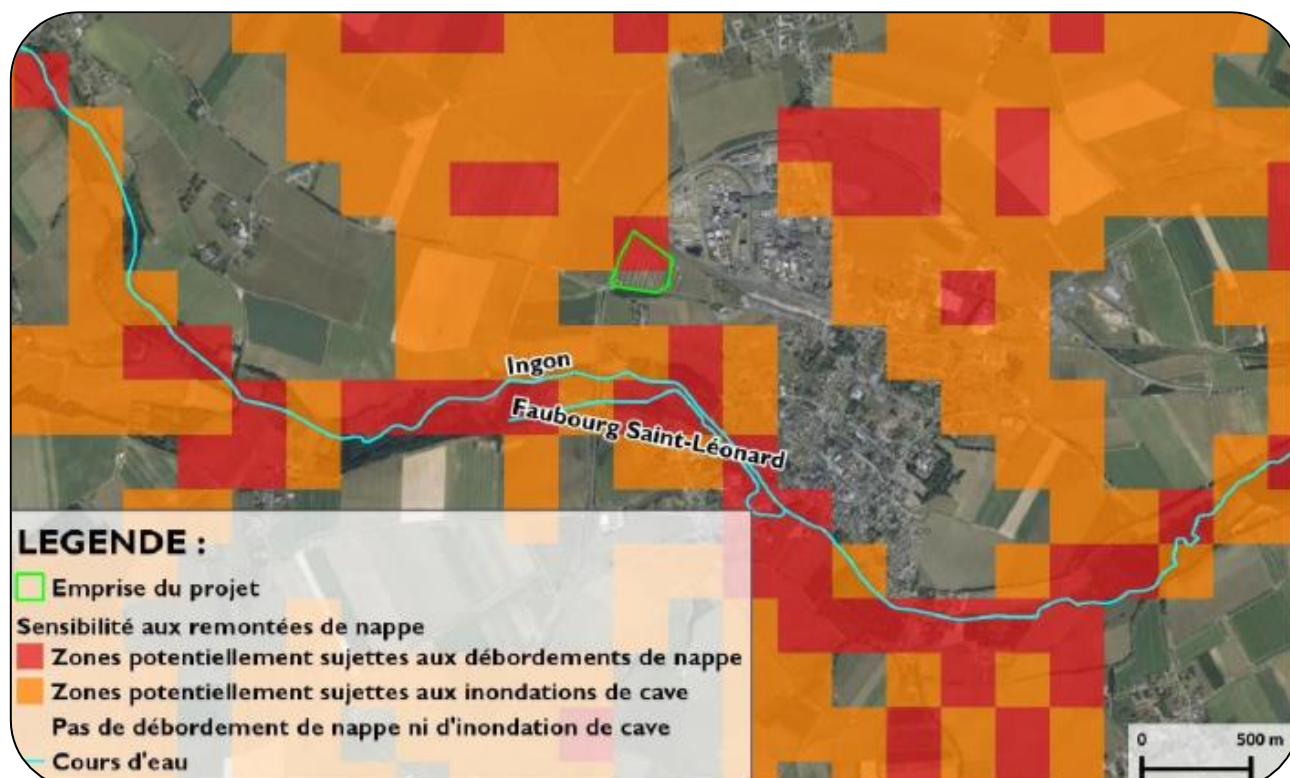 Ingon
Faubourg Saint-Léonard
LEGENDE :
Emprise du projet
Sensibilité aux remontées de nappe
Zones potentiellement sujettes aux débordements de nappe
Zones potentiellement sujettes aux inondations de cave
Pas de débordement de nappe ni d'inondation de cave
Cours d'eau
0 500 m